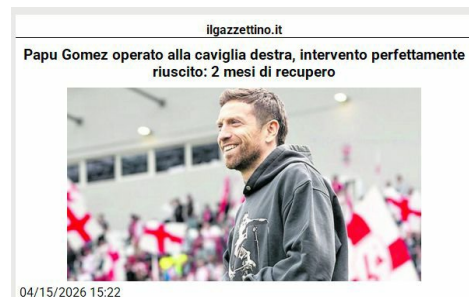 ilgazzettino.it
Papu Gomez operato alla caviglia destra, intervento perfettamente
riuscito: 2 mesi di recupero
04/15/2026 15:22